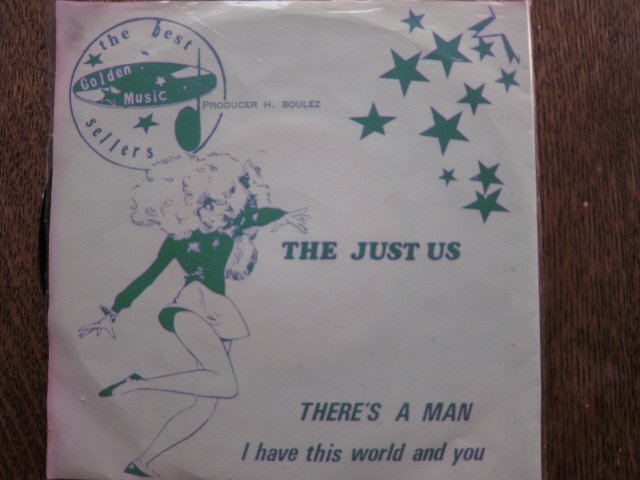 the best
Golden
Music
sellers
PRODUCER H. BOULEZ
THE JUST US
THERE'S A MAN
I have this world and you